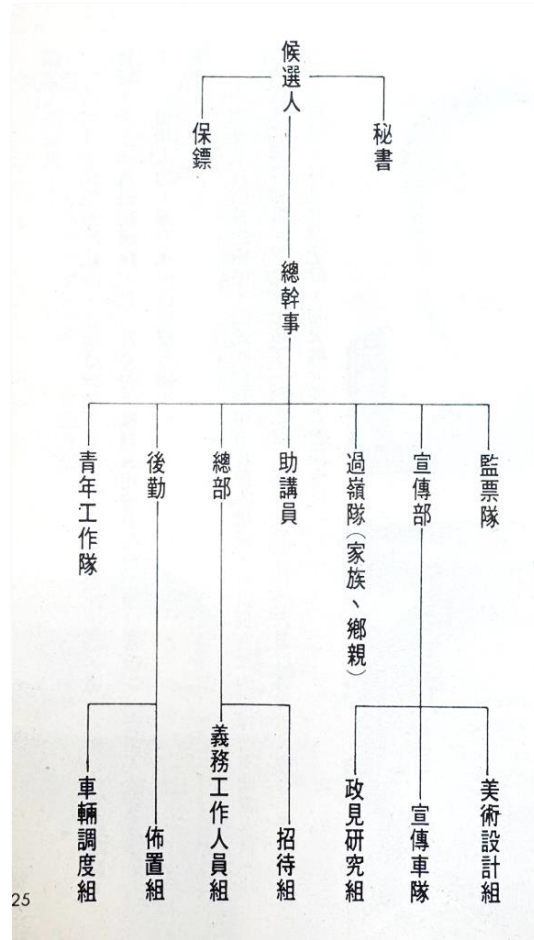 候選人
秘書
保鏢
總幹事
監票隊
宣傳部
過嶺隊(家族、鄉親)
助講員
總部
後勤
青年工作隊
美術設計組
宣傳車隊
政見研究組
招待組
義務工作人員組
佈置組
車輛調度組
25